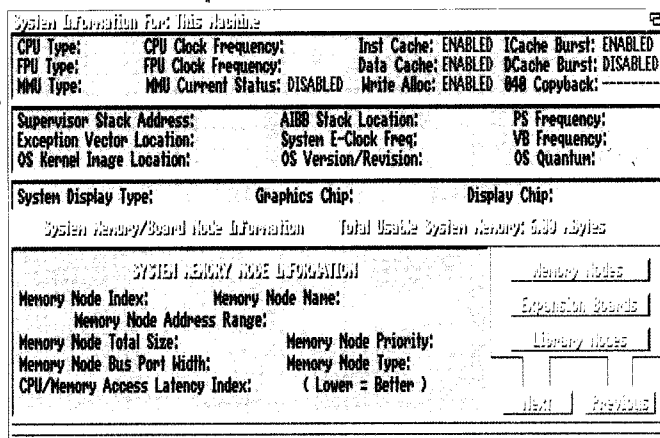 System Information For: This Machine
CPU Type: CPU Clock Frequency: Inst Cache: ENABLED ICache Burst: ENABLED
FPU Type: FPU Clock Frequency: Data Cache: ENABLED DCache Burst: DISABLED
MMU Type: MMU Current Status: DISABLED Write Alloc: ENABLED 040 Copyback: --------
Supervisor Stack Address: AIBB Stack Location: PS Frequency:
Exception Vector Location: System E-Clock Freq: VB Frequency:
OS Kernel Image Location: OS Version/Revision: OS Quantum:
System Display Type: Graphics Chip: Display Chip:
System Memory/Board Node Information Total Usable System Memory: Mbytes
SYSTEM MEMORY NODE INFORMATION
Memory Node Index: Memory Node Name:
Memory Node Address Range:
Memory Node Total Size: Memory Node Priority:
Memory Node Bus Port Width: Memory Node Type:
CPU/Memory Access Latency Index: ( Lower = Better )
Memory Nodes
Expansion Boards
Library Nodes
Next Previous